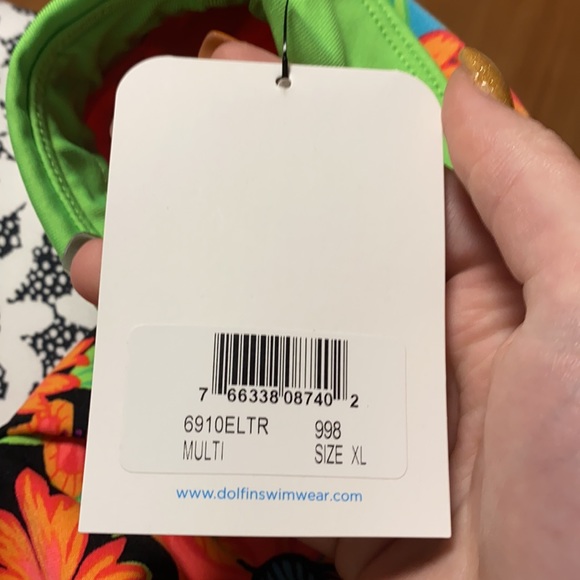 7 66338 08740 2
6910ELTR 998
MULTI SIZE XL
www.dolfinswimwear.com